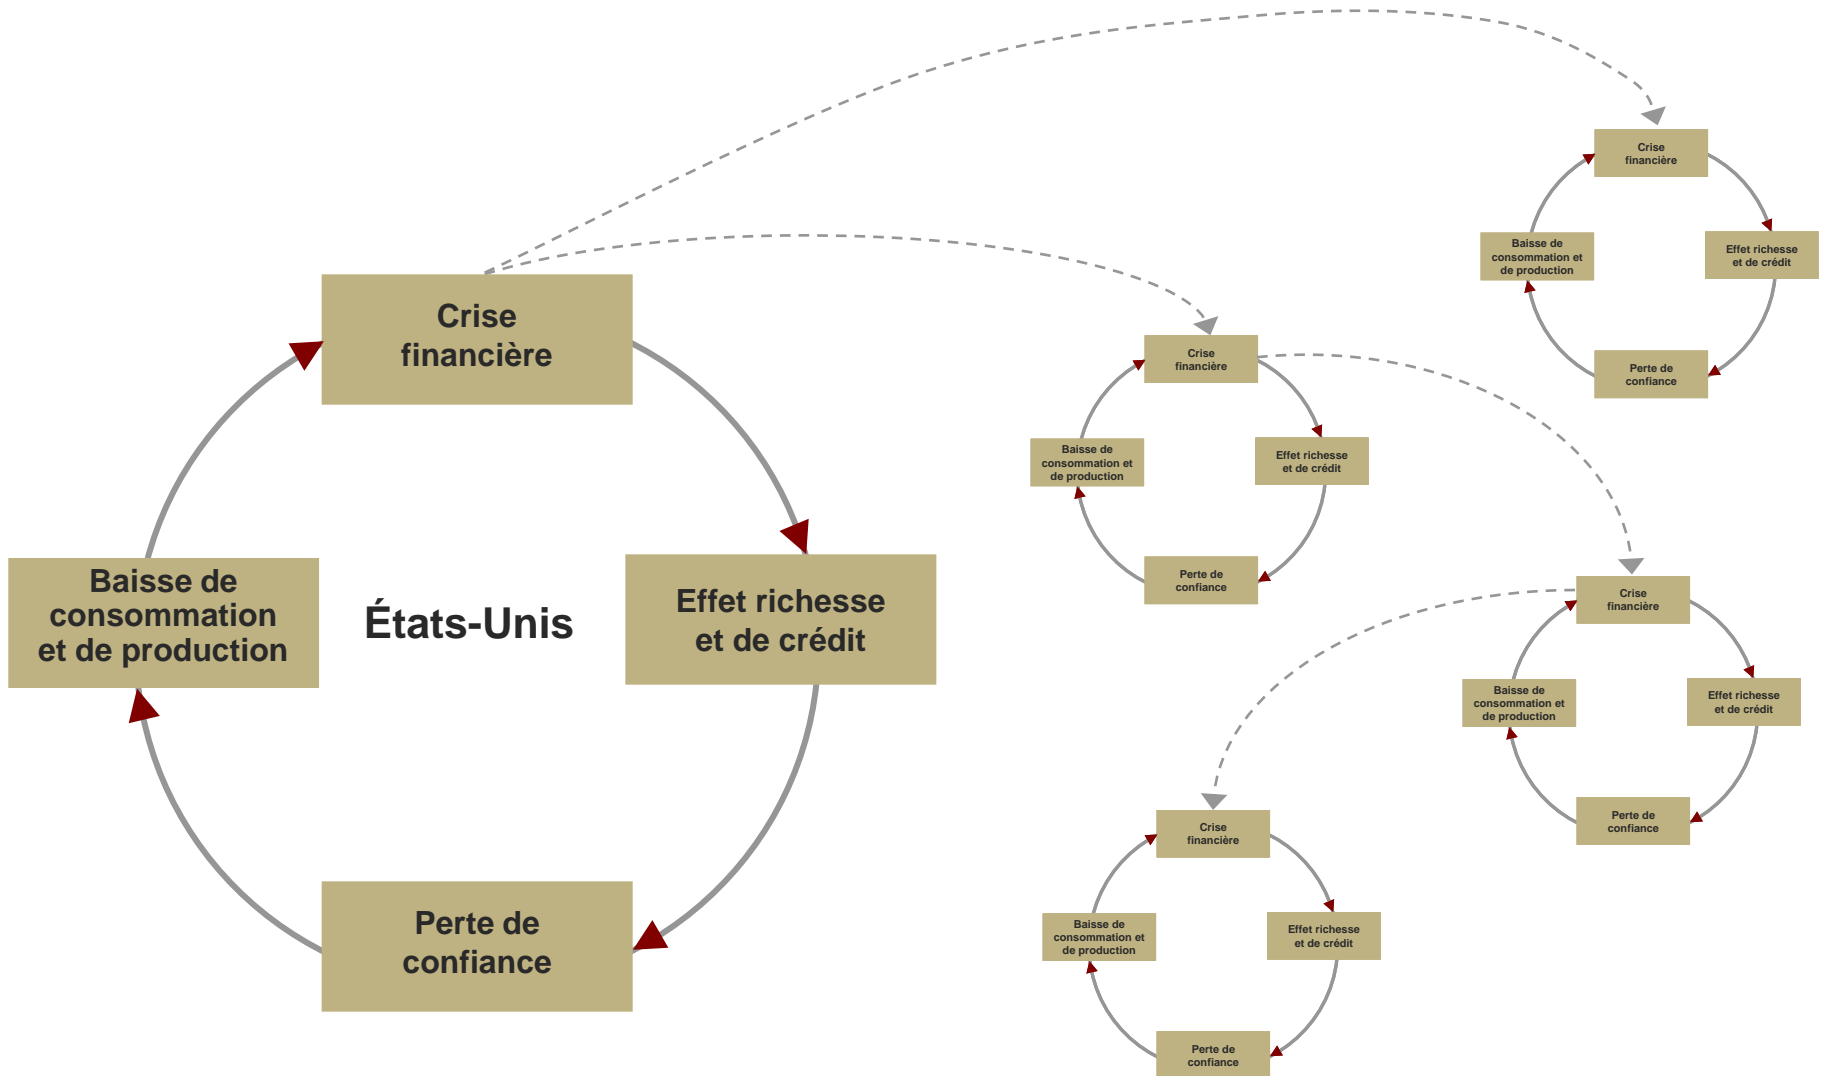 Crise
financière
Baisse de
consommation
et de production
États-Unis
Effet richesse
et de crédit
Perte de
confiance
Crise
financière
Baisse de
consommation et
de production
Effet richesse
et de crédit
Perte de
confiance
Crise
financière
Baisse de
consommation et
de production
Effet richesse
et de crédit
Perte de
confiance
Crise
financière
Baisse de
consommation et
de production
Effet richesse
et de crédit
Perte de
confiance
Crise
financière
Baisse de
consommation et
de production
Effet richesse
et de crédit
Perte de
confiance